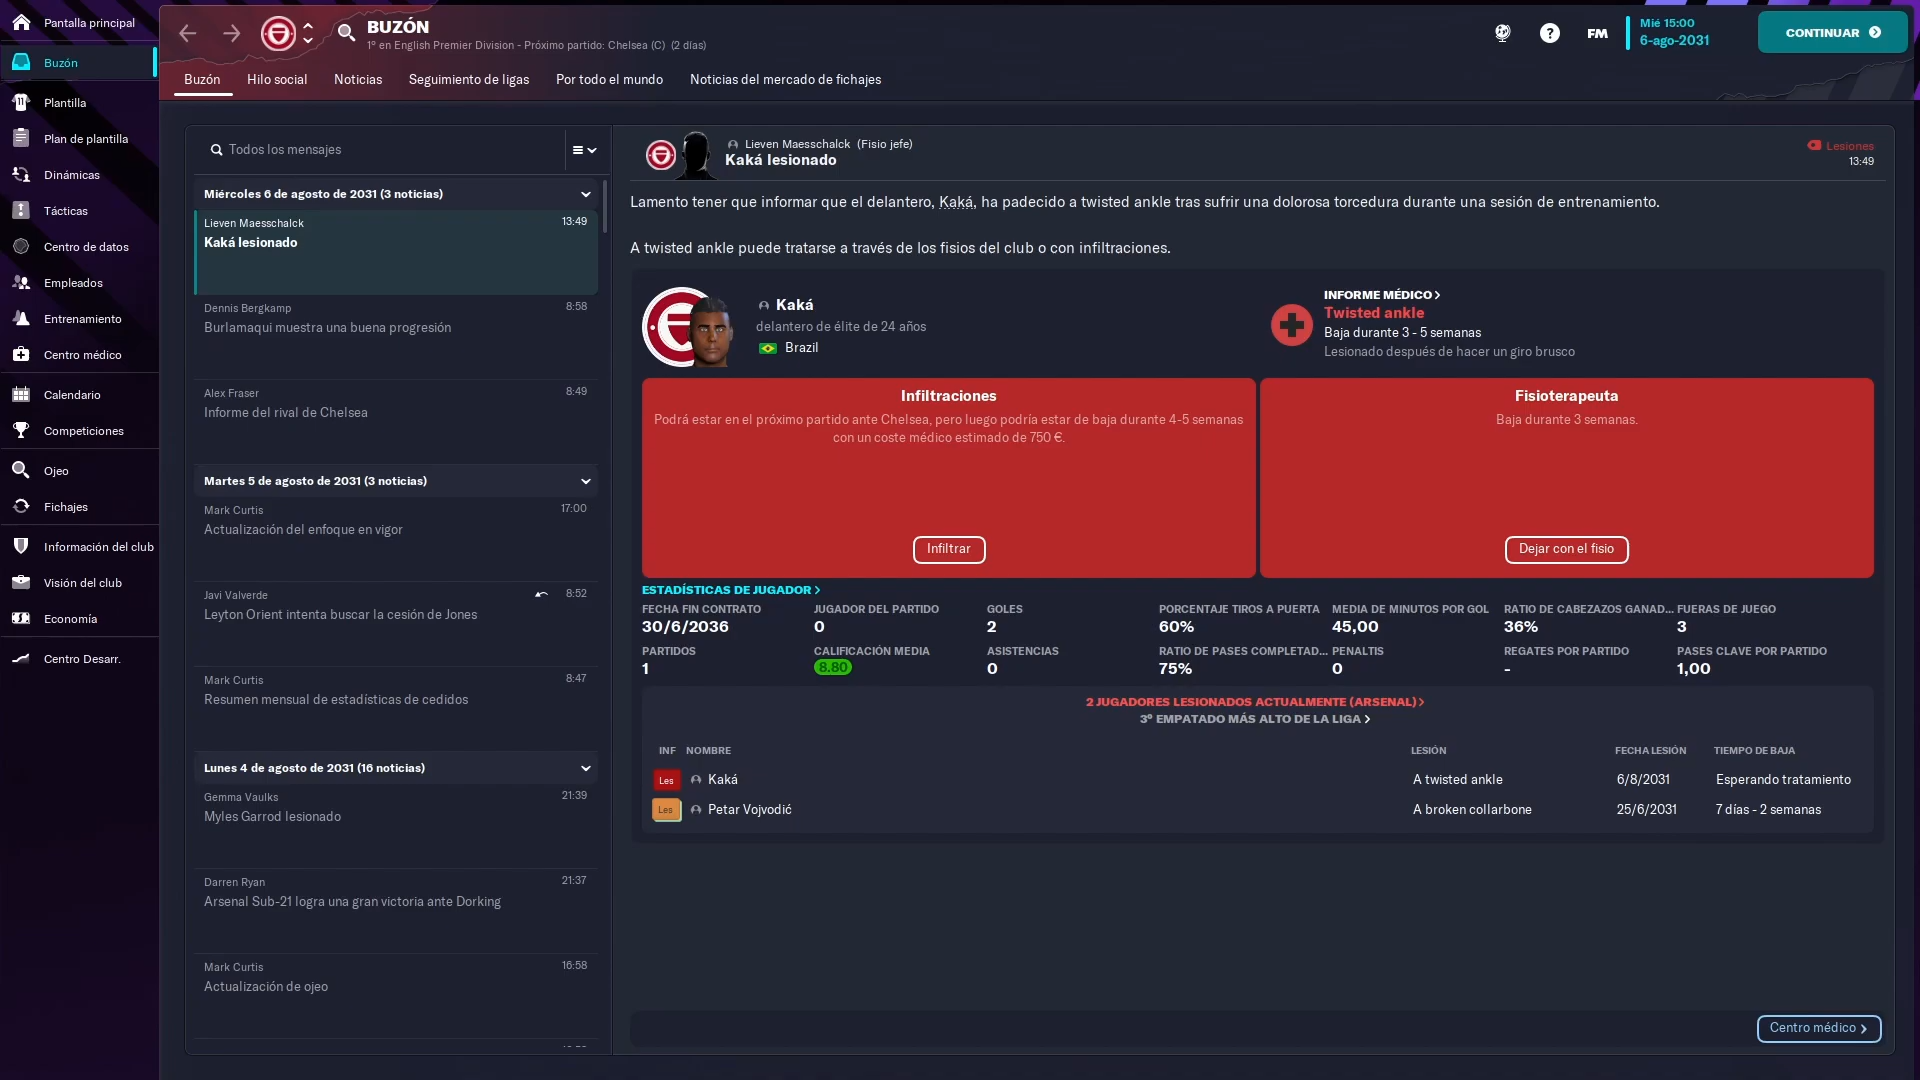 Pantalla principal
Buzón
Plantilla
Plan de plantilla
Dinámicas
Tácticas
Centro de datos
Empleados
Entrenamiento
Centro médico
Calendario
Competiciones
Ojeo
Fichajes
Información del club
Visión del club
Economía
Centro Desarr.
BUZÓN
1º en English Premier Division - Próximo partido: Chelsea (C) (2 días)
FM
Mié 15:00
6-ago-2031
CONTINUAR
Buzón Hilo social Noticias Seguimiento de ligas Por todo el mundo Noticias del mercado de fichajes
Todos los mensajes
Miércoles 6 de agosto de 2031 (3 noticias)
Lieven Maesschalck 13:49
Kaká lesionado
Dennis Bergkamp 8:58
Burlamaqui muestra una buena progresión
Alex Fraser 8:49
Informe del rival de Chelsea
Martes 5 de agosto de 2031 (3 noticias)
Mark Curtis 17:00
Actualización del enfoque en vigor
Javi Valverde 8:52
Leyton Orient intenta buscar la cesión de Jones
Mark Curtis 8:47
Resumen mensual de estadísticas de cedidos
Lunes 4 de agosto de 2031 (16 noticias)
Gemma Vaulks 21:39
Myles Garrod lesionado
Darren Ryan 21:37
Arsenal Sub-21 logra una gran victoria ante Dorking
Mark Curtis 16:58
Actualización de ojeo
Lieven Maesschalck (Fisio jefe)
Kaká lesionado
Lesiones
13:49
Lamento tener que informar que el delantero, Kaká, ha padecido a twisted ankle tras sufrir una dolorosa torcedura durante una sesión de entrenamiento.
A twisted ankle puede tratarse a través de los fisios del club o con infiltraciones.
Kaká
delantero de élite de 24 años
Brazil
INFORME MÉDICO
Twisted ankle
Baja durante 3 - 5 semanas
Lesionado después de hacer un giro brusco
Infiltraciones
Podrá estar en el próximo partido ante Chelsea, pero luego podría estar de baja durante 4-5 semanas
con un coste médico estimado de 750 €.
Infiltrar
Fisioterapeuta
Baja durante 3 semanas.
Dejar con el fisio
ESTADÍSTICAS DE JUGADOR
FECHA FIN CONTRATO JUGADOR DEL PARTIDO GOLES PORCENTAJE TIROS A PUERTA MEDIA DE MINUTOS POR GOL RATIO DE CABEZAZOS GANAD... FUERAS DE JUEGO
30/6/2036 0 2 60% 45,00 36% 3
PARTIDOS CALIFICACIÓN MEDIA ASISTENCIAS RATIO DE PASES COMPLETAD... PENALTIS REGATES POR PARTIDO PASES CLAVE POR PARTIDO
1 8.80 0 75% 0 - 1,00
2 JUGADORES LESIONADOS ACTUALMENTE (ARSENAL)
3º EMPATADO MÁS ALTO DE LA LIGA
INF NOMBRE LESIÓN FECHA LESIÓN TIEMPO DE BAJA
Les Kaká A twisted ankle 6/8/2031 Esperando tratamiento
Les Petar Vojvodić A broken collarbone 25/6/2031 7 días - 2 semanas
Centro médico